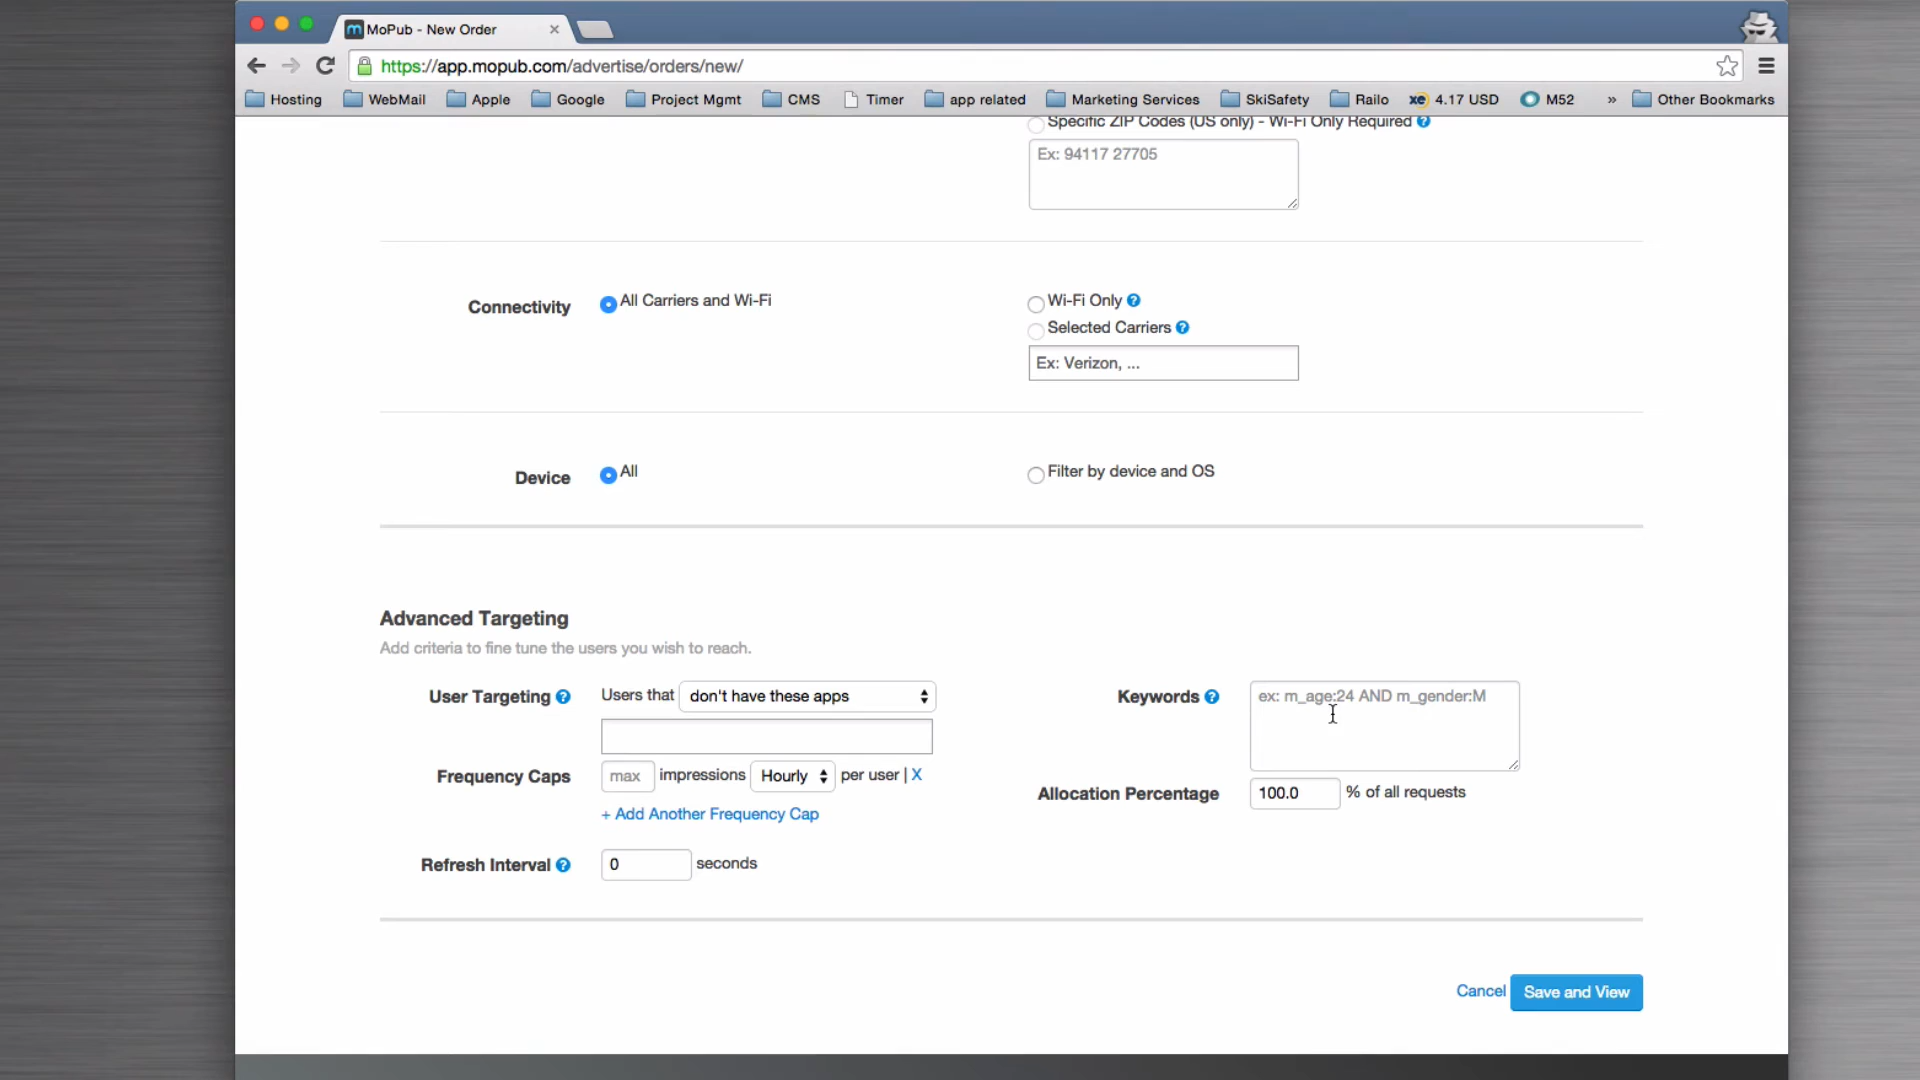 MoPub - New Order
https://app.mopub.com/advertise/orders/new/
Hosting WebMail Apple Google Project Mgmt CMS Timer app related Marketing Services SkiSafety Railo xe 4.17 USD M52 » Other Bookmarks
Specific ZIP Codes (US only) - Wi-Fi Only Required ?
Ex: 94117 27705
Connectivity All Carriers and Wi-Fi Wi-Fi Only ?
Selected Carriers ?
Ex: Verizon, ...
Device All Filter by device and OS
Advanced Targeting
Add criteria to fine tune the users you wish to reach.
User Targeting ? Users that don't have these apps Keywords ? ex: m_age:24 AND m_gender:M
Frequency Caps max impressions Hourly per user | X
Allocation Percentage 100.0 % of all requests
+ Add Another Frequency Cap
Refresh Interval ? 0 seconds
Cancel Save and View